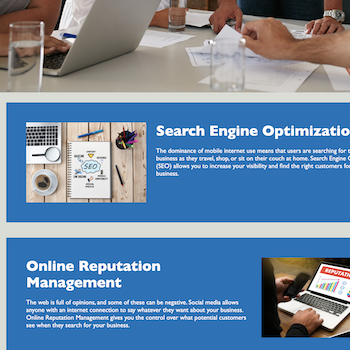 Search Engine Optimizatio
The dominance of mobile internet use means that users are searching for
business as they travel, shop, or sit on their couch at home. Search Engine
(SEO) allows you to increase your visibility and find the right customers for
business.
SEO
Online Reputation
Management
The web is full of opinions, and some of these can be negative. Social media allows
anyone with an internet connection to say whatever they want about your business.
Online Reputation Management gives you the control over what potential customers
see when they search for your business.
REPUTATI